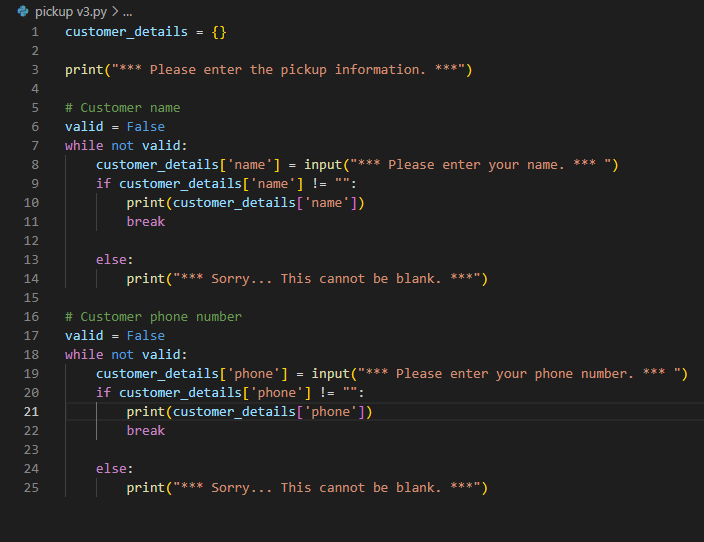 pickup v3.py > ...
1 customer_details = {}
2
3 print("*** Please enter the pickup information. ***")
4
5 # Customer name
6 valid = False
7 while not valid:
8     customer_details['name'] = input("*** Please enter your name. *** ")
9     if customer_details['name'] != "":
10         print(customer_details['name'])
11         break
12
13     else:
14         print("*** Sorry... This cannot be blank. ***")
15
16 # Customer phone number
17 valid = False
18 while not valid:
19     customer_details['phone'] = input("*** Please enter your phone number. *** ")
20     if customer_details['phone'] != "":
21         print(customer_details['phone'])
22         break
23
24     else:
25         print("*** Sorry... This cannot be blank. ***")